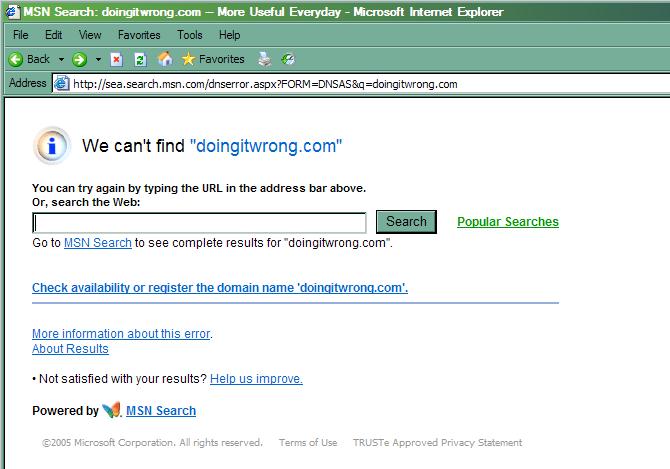 MSN Search: doingitwrong.com — More Useful Everyday - Microsoft Internet Explorer
File Edit View Favorites Tools Help
Back Favorites
Address http://sea.search.msn.com/dnserror.aspx?FORM=DNSAS&q=doingitwrong.com
We can't find "doingitwrong.com"
You can try again by typing the URL in the address bar above.
Or, search the Web:
Search Popular Searches
Go to MSN Search to see complete results for "doingitwrong.com".
Check availability or register the domain name 'doingitwrong.com'.
More information about this error.
About Results
• Not satisfied with your results? Help us improve.
Powered by MSN Search
©2005 Microsoft Corporation. All rights reserved. Terms of Use TRUSTe Approved Privacy Statement